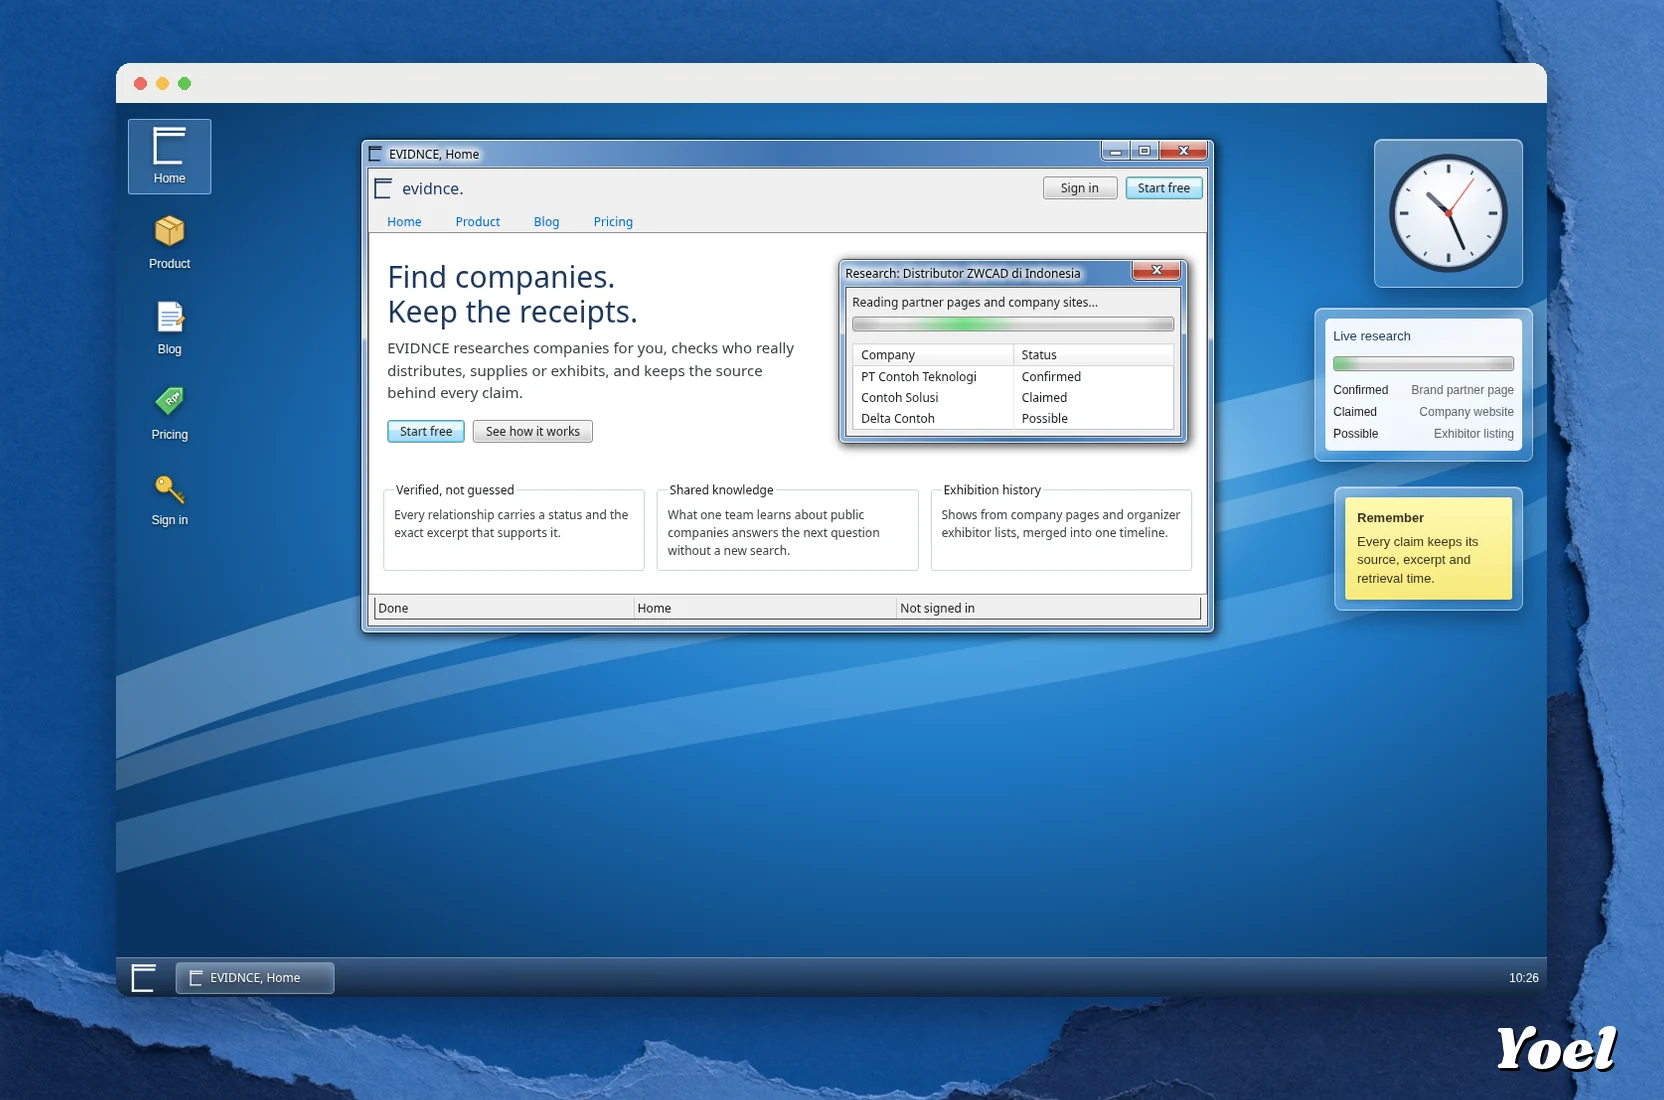 Home
Product
Blog
Rp
Pricing
Sign in
EVIDNCE, Home
evidnce.
Sign in
Start free
Home
Product
Blog
Pricing
Find companies.
Keep the receipts.
EVIDNCE researches companies for you, checks who really
distributes, supplies or exhibits, and keeps the source
behind every claim.
Start free
See how it works
Research: Distributor ZWCAD di Indonesia
Reading partner pages and company sites...
Company Status
PT Contoh Teknologi Confirmed
Contoh Solusi Claimed
Delta Contoh Possible
Verified, not guessed
Every relationship carries a status and the
exact excerpt that supports it.
Shared knowledge
What one team learns about public
companies answers the next question
without a new search.
Exhibition history
Shows from company pages and organizer
exhibitor lists, merged into one timeline.
Done
Home
Not signed in
Live research
Confirmed Brand partner page
Claimed Company website
Possible Exhibitor listing
Remember
Every claim keeps its
source, excerpt and
retrieval time.
EVIDNCE, Home
10:26
Yoel